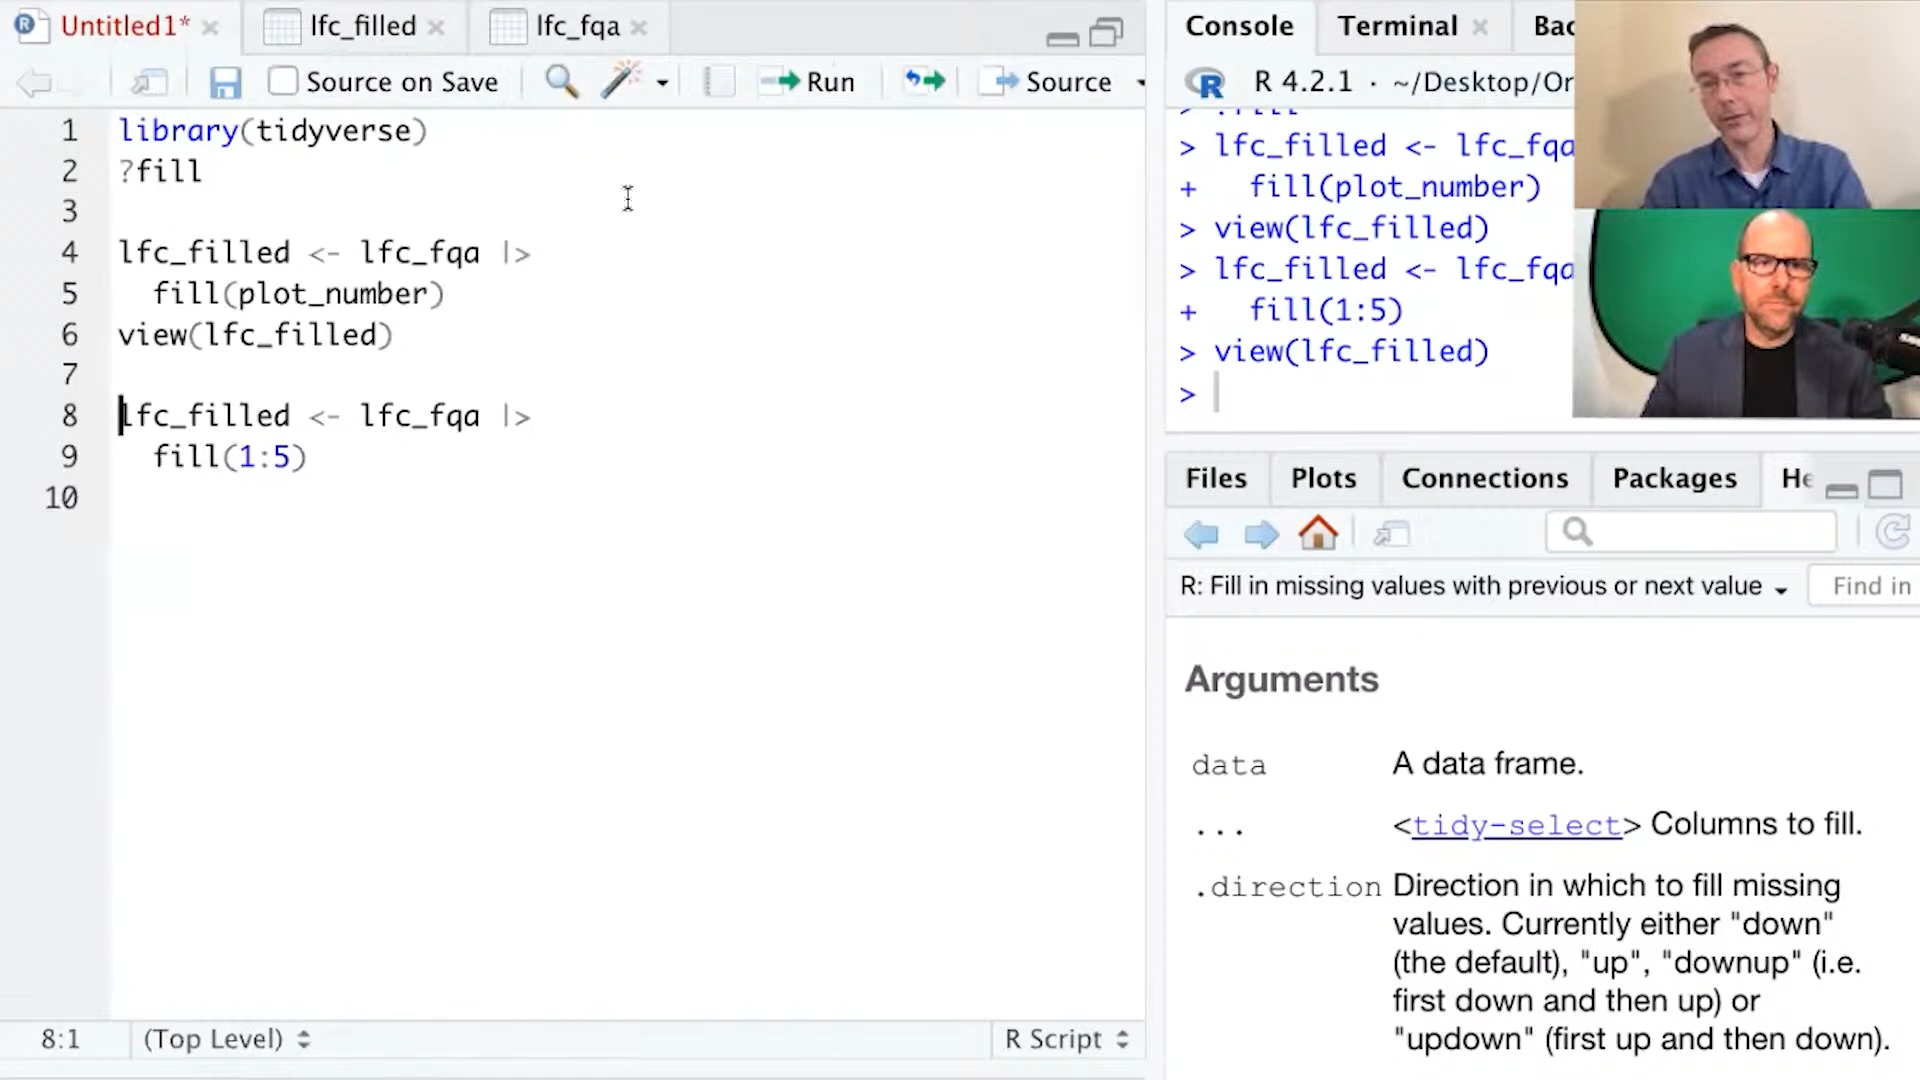 Untitled1*
lfc_filled
lfc_fqa
Source on Save
Run
Source
1 library(tidyverse)
2 ?fill
3
4 lfc_filled <- lfc_fqa |>
5 fill(plot_number)
6 view(lfc_filled)
7
8 lfc_filled <- lfc_fqa |>
9 fill(1:5)
10
8:1 (Top Level) R Script
Console Terminal Bac
R 4.2.1 · ~/Desktop/Or
> lfc_filled <- lfc_fqa
+ fill(plot_number)
> view(lfc_filled)
> lfc_filled <- lfc_fqa
+ fill(1:5)
> view(lfc_filled)
>
Files Plots Connections Packages He
R: Fill in missing values with previous or next value Find in
Arguments
data A data frame.
... <tidy-select> Columns to fill.
.direction Direction in which to fill missing
values. Currently either "down"
(the default), "up", "downup" (i.e.
first down and then up) or
"updown" (first up and then down).